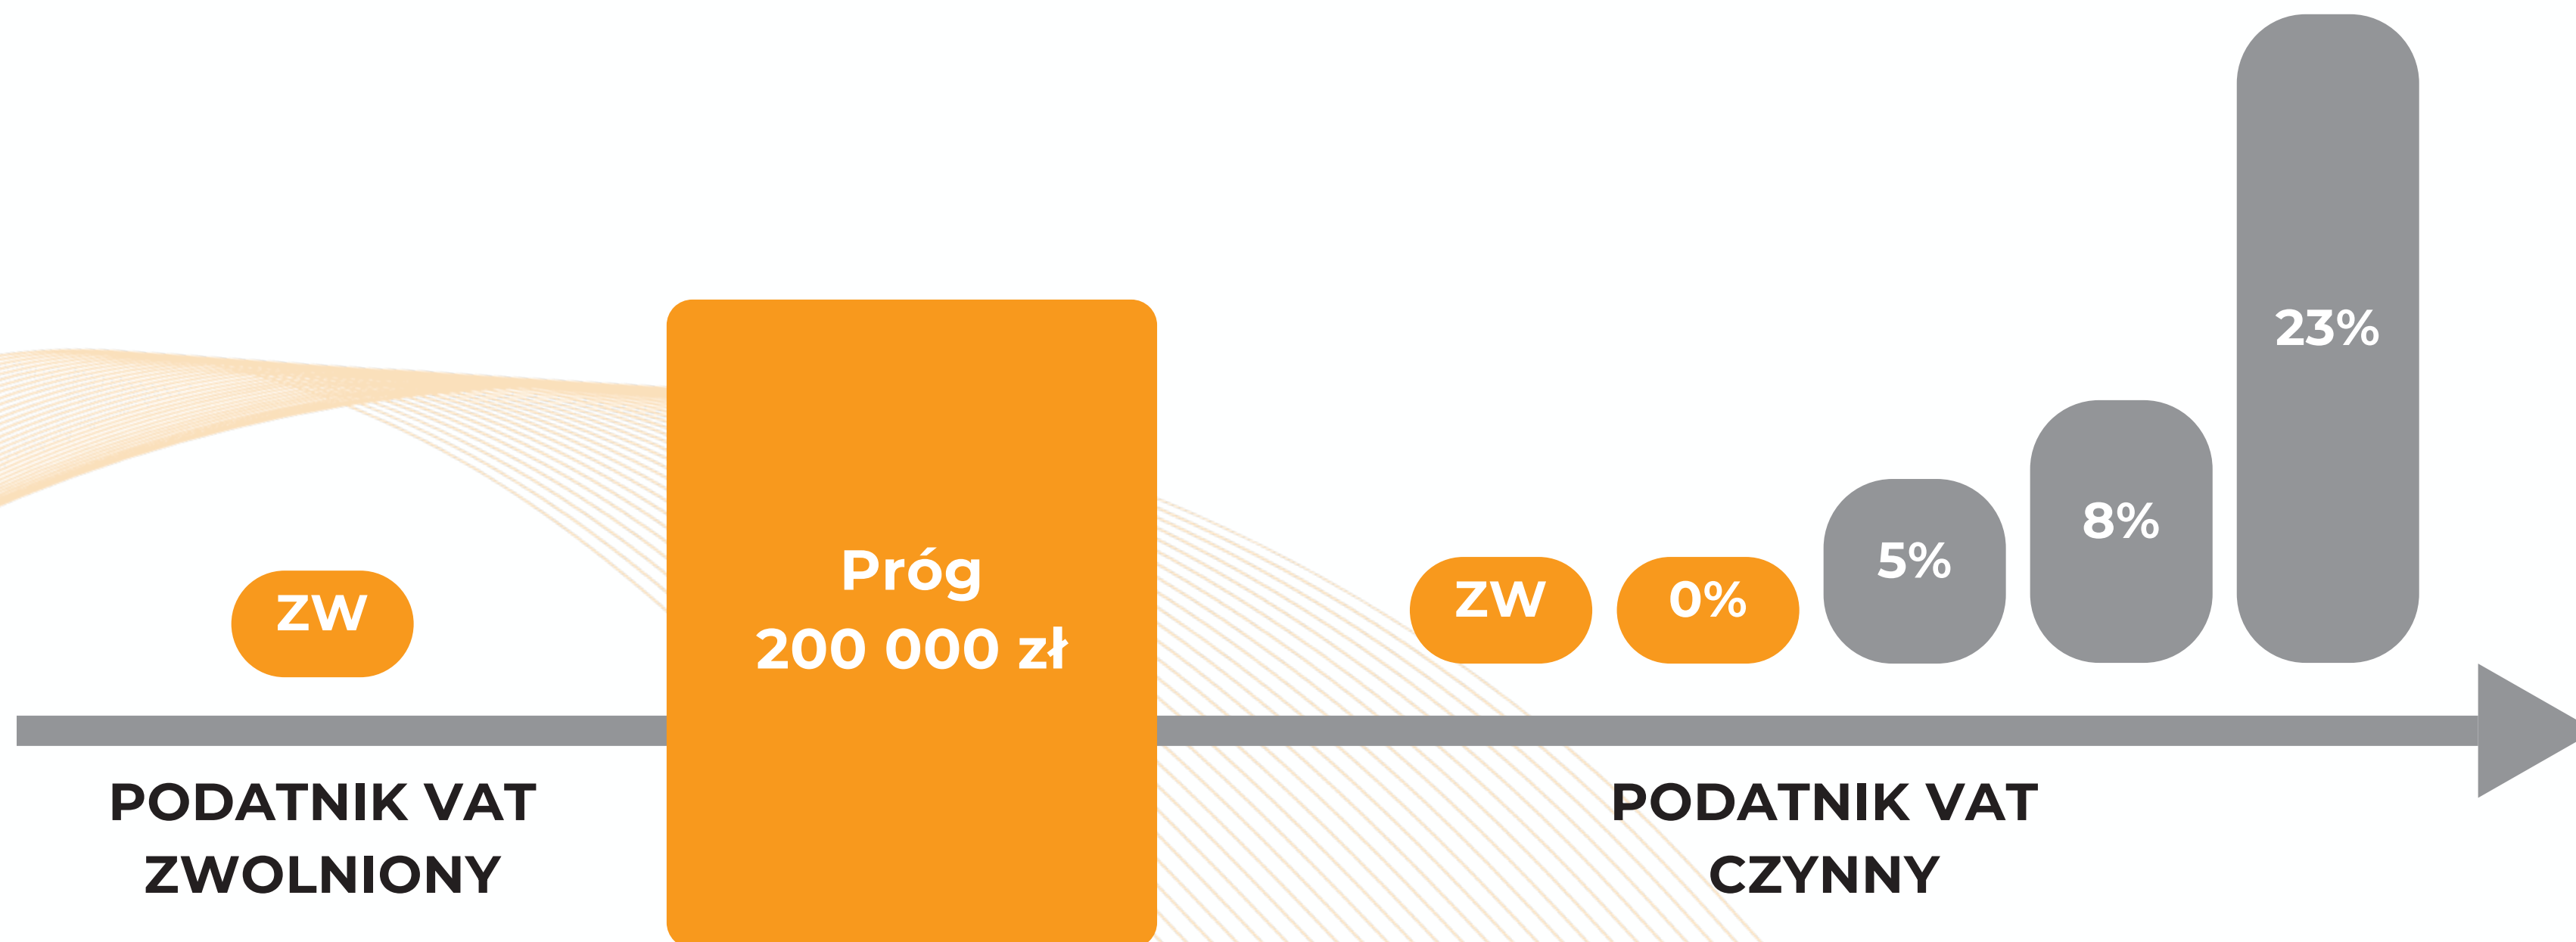 ZW
Próg
200 000 zł
ZW
0%
5%
8%
23%
PODATNIK VAT
ZWOLNIONY
PODATNIK VAT
CZYNNY